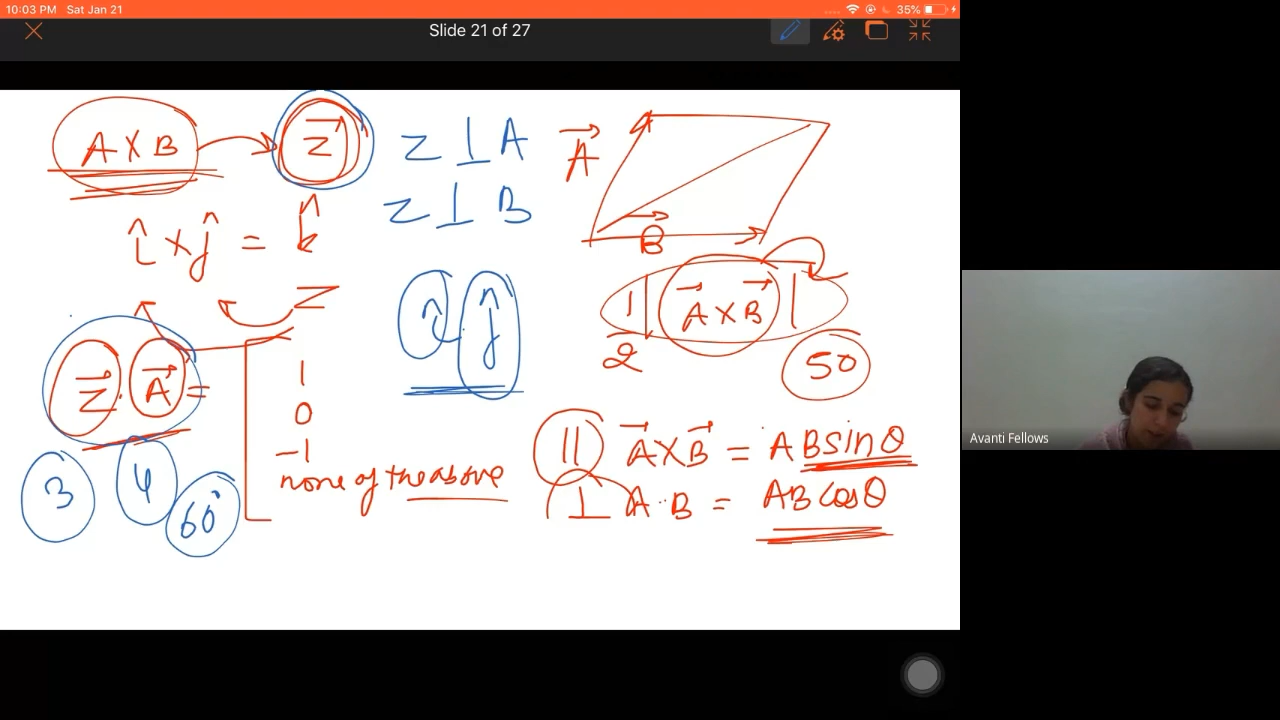 10:03 PM Sat Jan 21
35%
Slide 21 of 27
A X B
Z
Z ⊥ A
Z ⊥ B
A
B
î x ĵ = k̂
Z
î ĵ
1/2 |A X B|
50
Z . A =
1
0
-1
none of the above
3
4
60°
|| A X B = AB sin θ
⊥ A . B = AB cos θ
Avanti Fellows